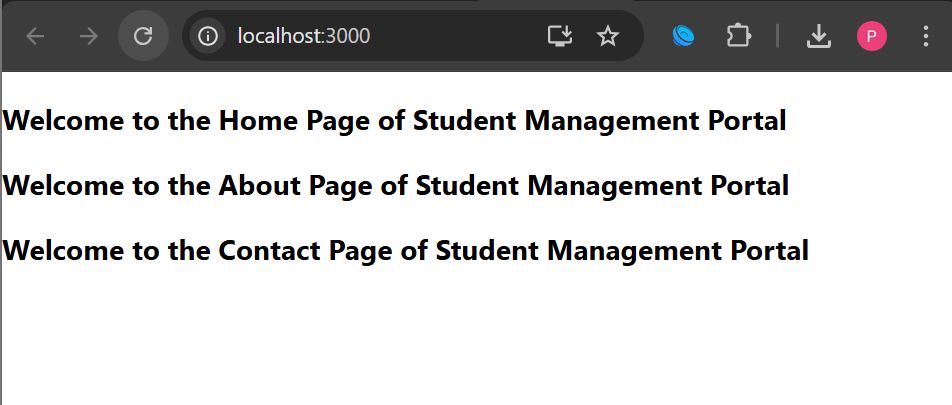 localhost:3000
P
Welcome to the Home Page of Student Management Portal
Welcome to the About Page of Student Management Portal
Welcome to the Contact Page of Student Management Portal